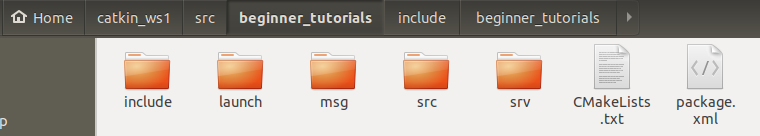 Home catkin_ws1 src beginner_tutorials include beginner_tutorials
include launch msg src srv CMakeLists package.
.txt xml
p